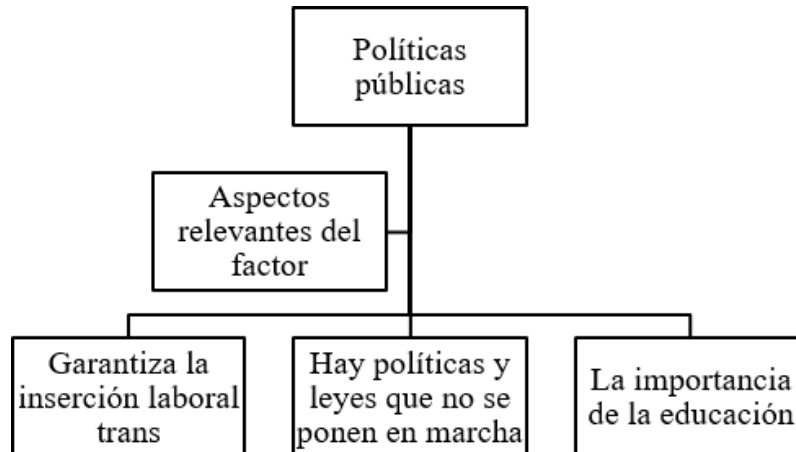 Políticas
públicas
Aspectos
relevantes del
factor
Garantiza la
inserción laboral
trans
Hay políticas y
leyes que no se
ponen en marcha
La importancia
de la educación